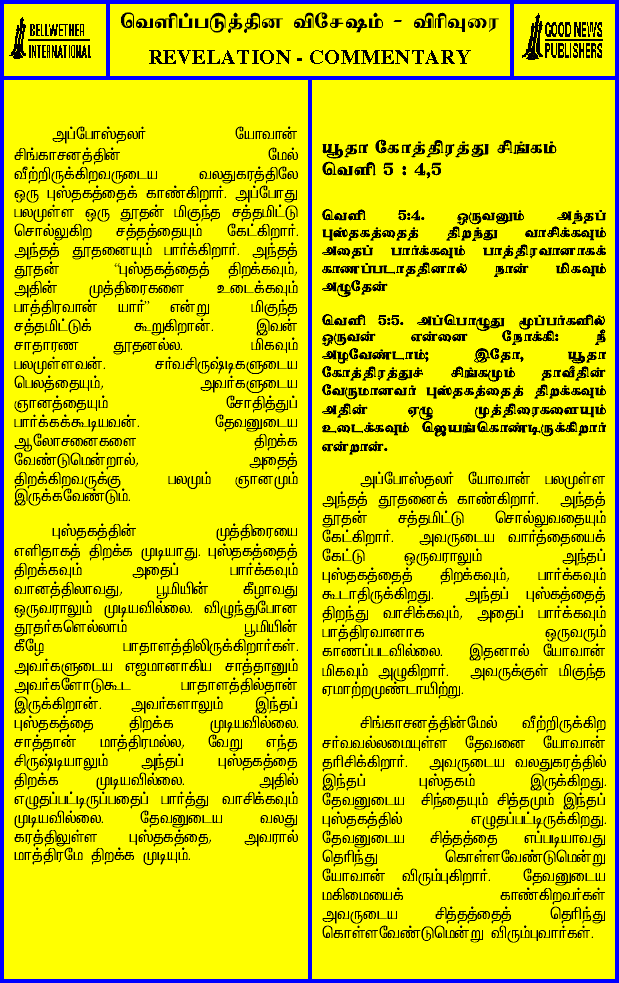 BELLWETHER
INTERNATIONAL
வெளிப்படுத்தின விசேஷம் - விரிவுரை
REVELATION - COMMENTARY
GOOD NEWS
PUBLISHERS
அப்போஸ்தலர் யோவான்
சிங்காசனத்தின் மேல்
வீற்றிருக்கிறவருடைய வலதுகரத்திலே
ஒரு புஸ்தகத்தைக் காண்கிறார். அப்போது
பலமுள்ள ஒரு தூதன் மிகுந்த சத்தமிட்டு
சொல்லுகிற சத்தத்தையும் கேட்கிறார்.
அந்தத் தூதனையும் பார்க்கிறார். அந்தத்
தூதன் “புஸ்தகத்தைத் திறக்கவும்,
அதின் முத்திரைகளை உடைக்கவும்
பாத்திரவான் யார்” என்று மிகுந்த
சத்தமிட்டுக் கூறுகிறான். இவன்
சாதாரண தூதனல்ல. மிகவும்
பலமுள்ளவன். சர்வசிருஷ்டிகளுடைய
பெலத்தையும், அவர்களுடைய
ஞானத்தையும் சோதித்துப்
பார்க்கக்கூடியவன். தேவனுடைய
ஆலோசனைகளை திறக்க
வேண்டுமென்றால், அதைத்
திறக்கிறவருக்கு பலமும் ஞானமும்
இருக்கவேண்டும்.
புஸ்தகத்தின் முத்திரையை
எளிதாகத் திறக்க முடியாது. புஸ்தகத்தைத்
திறக்கவும் அதைப் பார்க்கவும்
வானத்திலாவது, பூமியின் கீழாவது
ஒருவராலும் முடியவில்லை. விழுந்துபோன
தூதர்களெல்லாம் பூமியின்
கீழே பாதாளத்திலிருக்கிறார்கள்.
அவர்களுடைய எஜமானாகிய சாத்தானும்
அவர்களோடுகூட பாதாளத்தில்தான்
இருக்கிறான். அவர்களாலும் இந்தப்
புஸ்தகத்தை திறக்க முடியவில்லை.
சாத்தான் மாத்திரமல்ல, வேறு எந்த
சிருஷ்டியாலும் அந்தப் புஸ்தகத்தை
திறக்க முடியவில்லை. அதில்
எழுதப்பட்டிருப்பதைப் பார்த்து வாசிக்கவும்
முடியவில்லை. தேவனுடைய வலது
கரத்திலுள்ள புஸ்தகத்தை, அவரால்
மாத்திரமே திறக்க முடியும்.
யூதா கோத்திரத்து சிங்கம்
வெளி 5 : 4,5
வெளி 5:4. ஒருவனும் அந்தப்
புஸ்தகத்தைத் திறந்து வாசிக்கவும்
அதைப் பார்க்கவும் பாத்திரவானாகக்
காணப்படாததினால் நான் மிகவும்
அழுதேன்
வெளி 5:5. அப்பொழுது மூப்பர்களில்
ஒருவன் என்னை நோக்கி: நீ
அழவேண்டாம்; இதோ, யூதா
கோத்திரத்துச் சிங்கமும் தாவீதின்
வேருமானவர் புஸ்தகத்தைத் திறக்கவும்
அதின் ஏழு முத்திரைகளையும்
உடைக்கவும் ஜெயங்கொண்டிருக்கிறார்
என்றான்.
அப்போஸ்தலர் யோவான் பலமுள்ள
அந்தத் தூதனைக் காண்கிறார். அந்தத்
தூதன் சத்தமிட்டு சொல்லுவதையும்
கேட்கிறார். அவருடைய வார்த்தையைக்
கேட்டு ஒருவராலும் அந்தப்
புஸ்தகத்தைத் திறக்கவும், பார்க்கவும்
கூடாதிருக்கிறது. அந்தப் புஸ்கத்தைத்
திறந்து வாசிக்கவும், அதைப் பார்க்கவும்
பாத்திரவானாக ஒருவரும்
காணப்படவில்லை. இதனால் யோவான்
மிகவும் அழுகிறார். அவருக்குள் மிகுந்த
ஏமாற்றமுண்டாயிற்று.
சிங்காசனத்தின்மேல் வீற்றிருக்கிற
சர்வவல்லமையுள்ள தேவனை யோவான்
தரிசிக்கிறார். அவருடைய வலதுகரத்தில்
இந்தப் புஸ்தகம் இருக்கிறது.
தேவனுடைய சிந்தையும் சித்தமும் இந்தப்
புஸ்தகத்தில் எழுதப்பட்டிருக்கிறது.
தேவனுடைய சித்தத்தை எப்படியாவது
தெரிந்து கொள்ளவேண்டுமென்று
யோவான் விரும்புகிறார். தேவனுடைய
மகிமையைக் காண்கிறவர்கள்
அவருடைய சித்தத்தைத் தெரிந்து
கொள்ளவேண்டுமென்று விரும்புவார்கள்.